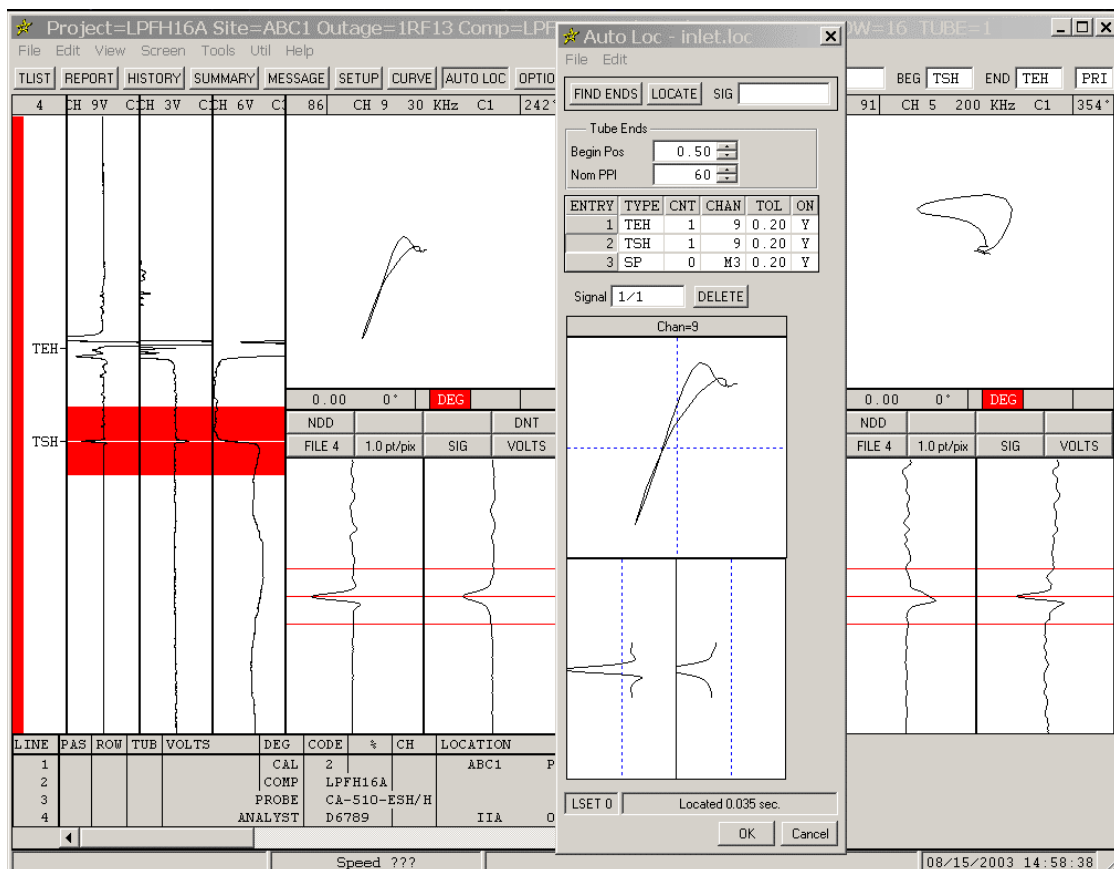 Project=LPFH16A Site=ABC1 Outage=1RF13 Comp=LPF
OW=16 TUBE=1
File Edit View Screen Tools Util Help
TLIST REPORT HISTORY SUMMARY MESSAGE SETUP CURVE AUTO LOC OPTIO
BEG TSH END TEH PRI
4 CH 9V C CH 3V C CH 6V C 86 CH 9 30 KHz C1 242°
91 CH 5 200 KHz C1 354°
TEH
TSH
0.00 0° DEG
NDD DNT
FILE 4 1.0 pt/pix SIG VOLTS
0.00 0° DEG
NDD
FILE 4 1.0 pt/pix SIG VOLTS
Auto Loc - inlet.loc
File Edit
FIND ENDS LOCATE SIG
Tube Ends
Begin Pos 0.50
Nom PPI 60
ENTRY TYPE CNT CHAN TOL ON
1 TEH 1 9 0.20 Y
2 TSH 1 9 0.20 Y
3 SP 0 M3 0.20 Y
Signal 1/1 DELETE
Chan=9
LSET 0 Located 0.035 sec.
OK Cancel
LINE PAS ROW TUB VOLTS DEG CODE % CH LOCATION
1 CAL 2 ABC1 P
2 COMP LPFH16A
3 PROBE CA-510-ESH/H
4 ANALYST D6789 IIA O
Speed ???
08/15/2003 14:58:38